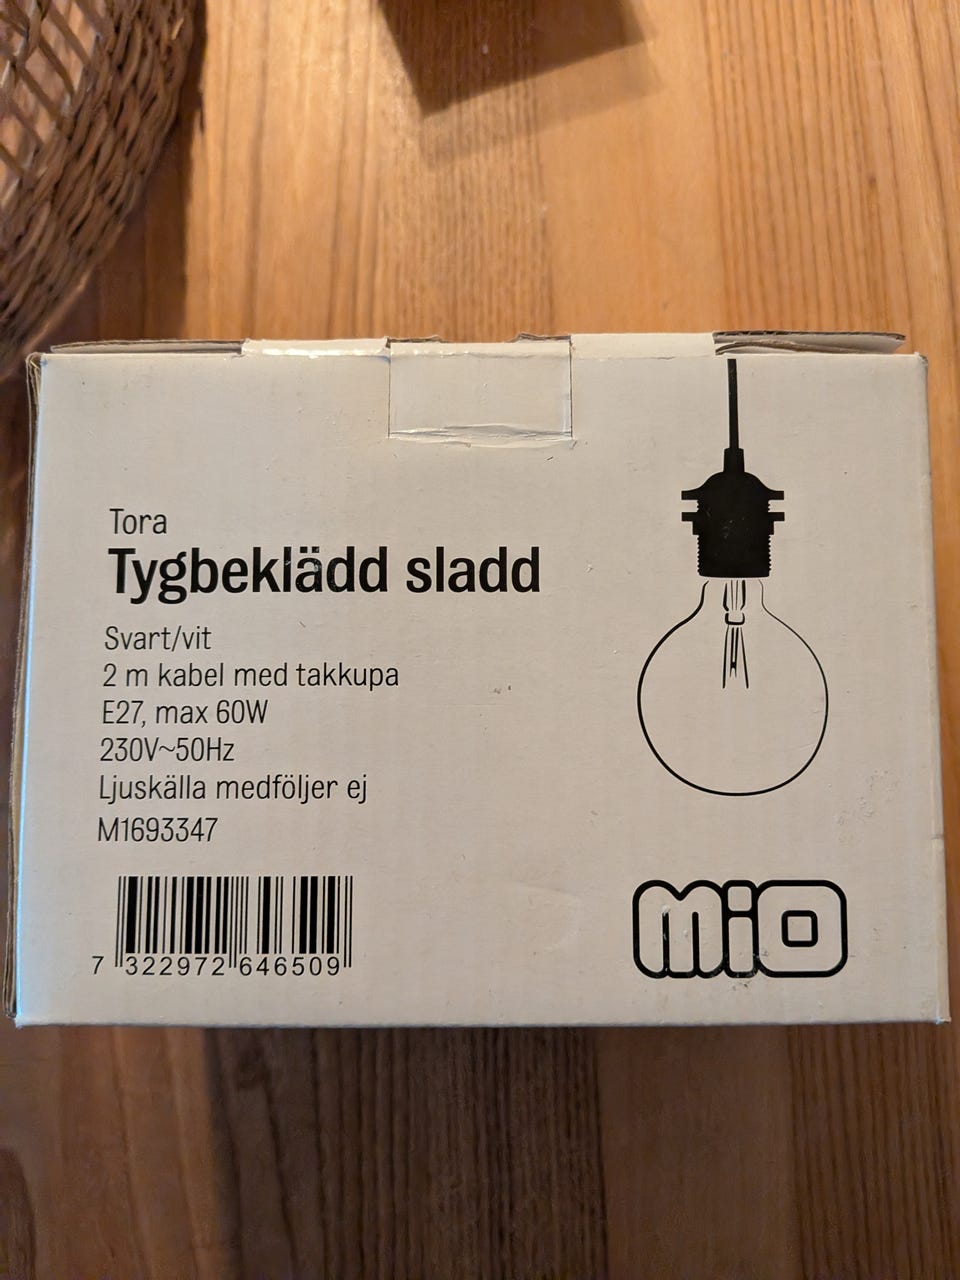 Tora
Tygbeklädd sladd
Svart/vit
2 m kabel med takkupa
E27, max 60W
230V~50Hz
Ljuskälla medföljer ej
M1693347
7 322972 646509
MiO